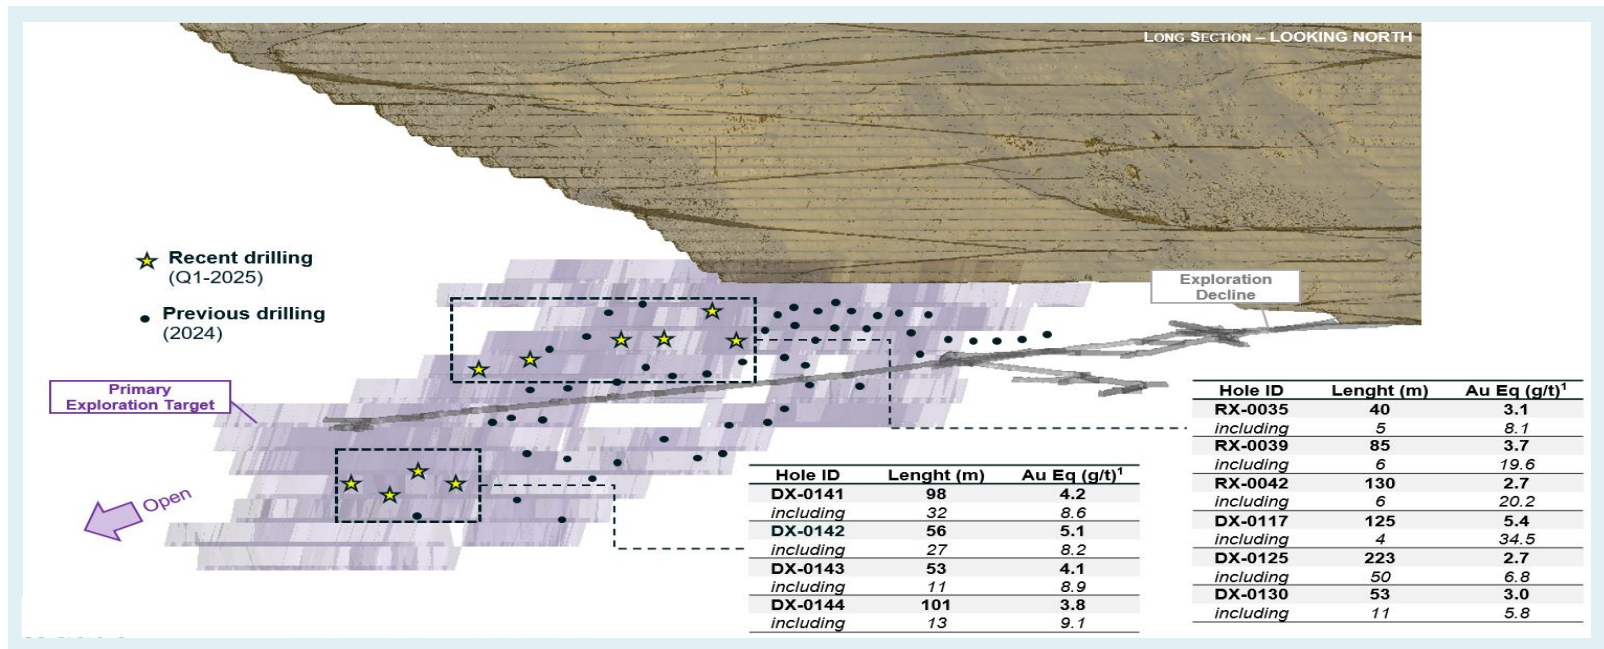 LONG SECTION – LOOKING NORTH
Recent drilling
(Q1-2025)
Previous drilling
(2024)
Exploration
Decline
Primary
Exploration Target
Open
Hole ID Lenght (m) Au Eq (g/t)¹
DX-0141 98 4.2
including 32 8.6
DX-0142 56 5.1
including 27 8.2
DX-0143 53 4.1
including 11 8.9
DX-0144 101 3.8
including 13 9.1
Hole ID Lenght (m) Au Eq (g/t)¹
RX-0035 40 3.1
including 5 8.1
RX-0039 85 3.7
including 6 19.6
RX-0042 130 2.7
including 6 20.2
DX-0117 125 5.4
including 4 34.5
DX-0125 223 2.7
including 50 6.8
DX-0130 53 3.0
including 11 5.8